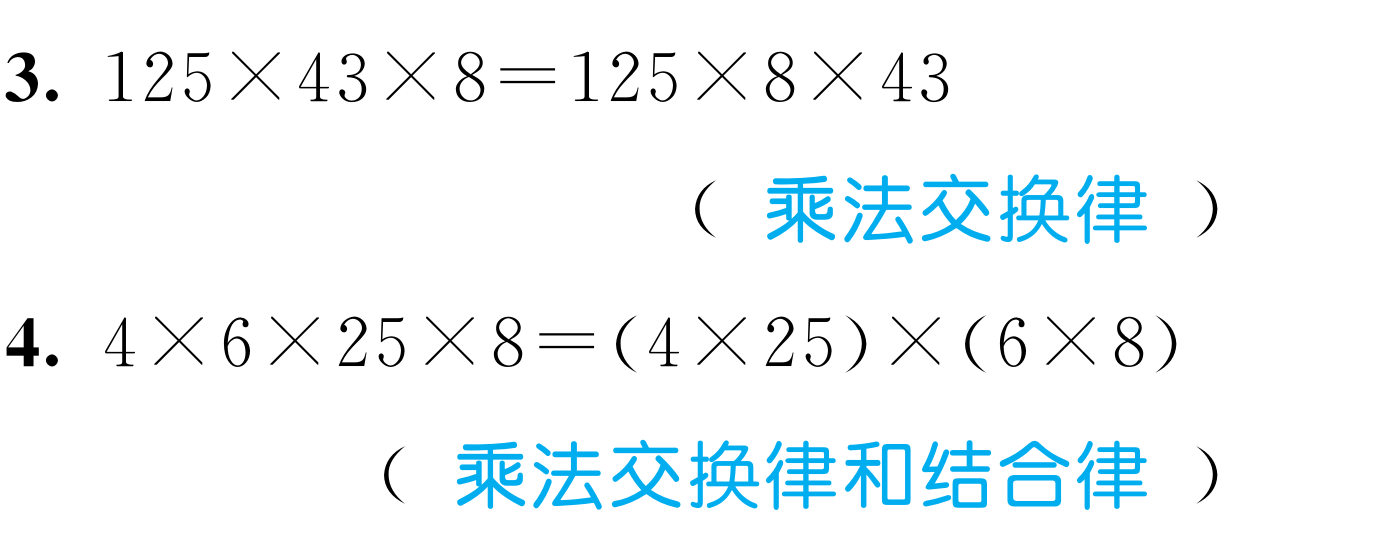 3. 125×43×8=125×8×43
( 乘法交换律 )
4. 4×6×25×8=(4×25)×(6×8)
( 乘法交换律和结合律 )